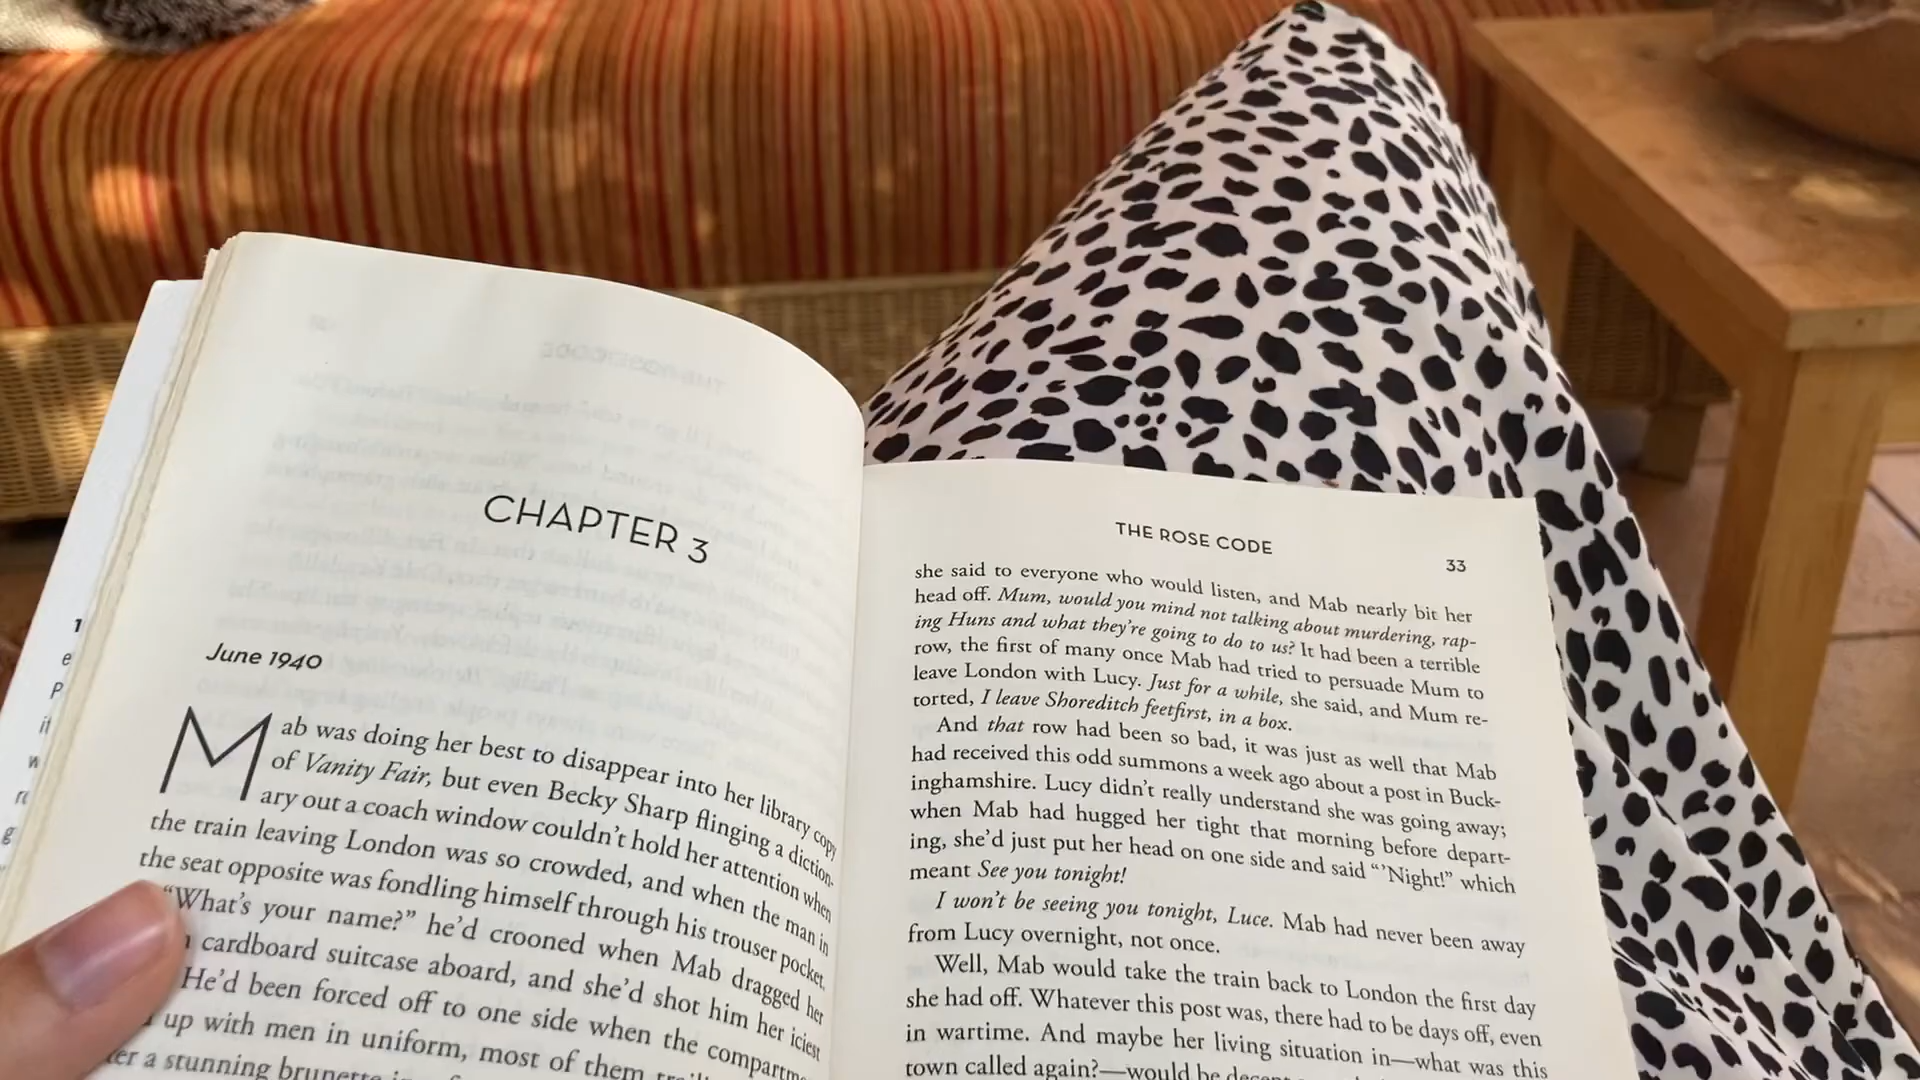 CHAPTER 3
June 1940
Mab was doing her best to disappear into her library copy
of Vanity Fair, but even Becky Sharp flinging a diction-
ary out a coach window couldn't hold her attention when
the train leaving London was so crowded, and when the man in
the seat opposite was fondling himself through his trouser pocket.
"What's your name?" he'd crooned when Mab dragged her
cardboard suitcase aboard, and she'd shot him her iciest
He'd been forced off to one side when the
up with men in uniform, most of them
a stunning brunette
THE ROSE CODE
33
she said to everyone who would listen, and Mab nearly bit her
head off. Mum, would you mind not talking about murdering, rap-
ing Huns and what they're going to do to us? It had been a terrible
row, the first of many once Mab had tried to persuade Mum to
leave London with Lucy. Just for a while, she said, and Mum re-
torted, I leave Shoreditch feetfirst, in a box.
And that row had been so bad, it was just as well that Mab
had received this odd summons a week ago about a post in Buck-
inghamshire. Lucy didn't really understand she was going away;
when Mab had hugged her tight that morning before depart-
ing, she'd just put her head on one side and said "'Night!" which
meant See you tonight!
I won't be seeing you tonight, Luce. Mab had never been away
from Lucy overnight, not once.
Well, Mab would take the train back to London the first day
she had off. Whatever this post was, there had to be days off, even
in wartime. And maybe her living situation in—what was this
town called again?—would be